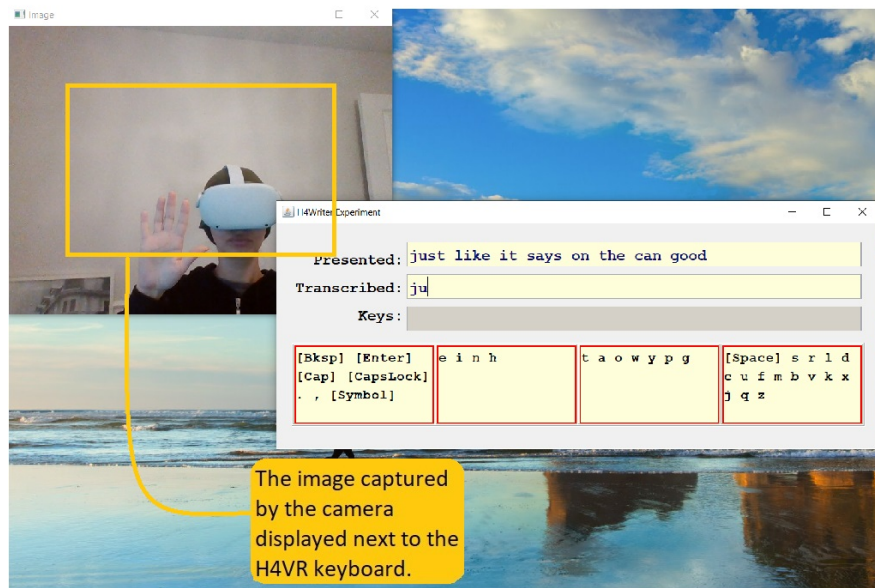 Image
H4Writer Experiment
Presented: just like it says on the can good
Transcribed: ju
Keys:
[Bksp] [Enter]
[Cap] [CapsLock]
. , [Symbol]
e i n h
t a o w y p g
[Space] s r l d
c u f m b v k x
j q z
The image captured
by the camera
displayed next to the
H4VR keyboard.